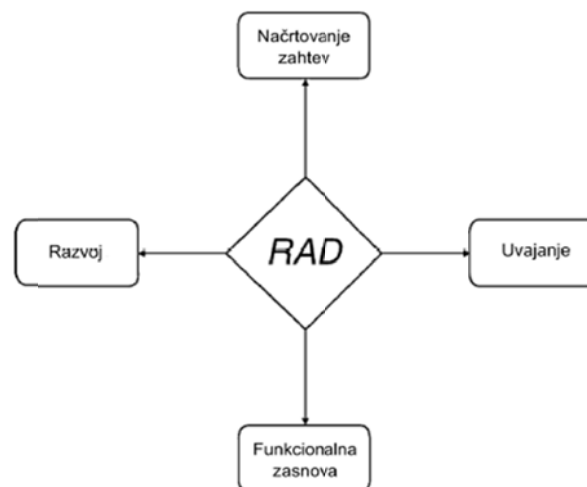 Načrtovanje
zahtev
Razvoj
RAD
Uvajanje
Funkcionalna
zasnova